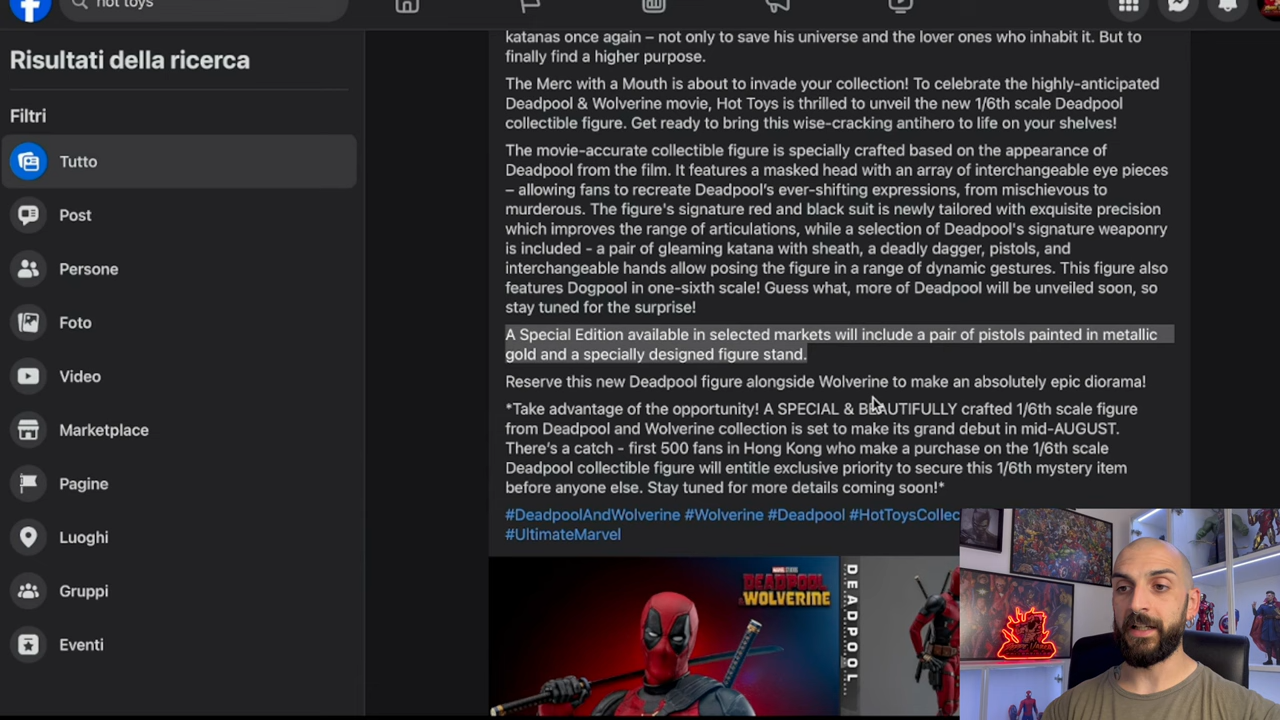 hot toys
Risultati della ricerca
Filtri
Tutto
Post
Persone
Foto
Video
Marketplace
Pagine
Luoghi
Gruppi
Eventi
katanas once again – not only to save his universe and the lover ones who inhabit it. But to
finally find a higher purpose.
The Merc with a Mouth is about to invade your collection! To celebrate the highly-anticipated
Deadpool & Wolverine movie, Hot Toys is thrilled to unveil the new 1/6th scale Deadpool
collectible figure. Get ready to bring this wise-cracking antihero to life on your shelves!
The movie-accurate collectible figure is specially crafted based on the appearance of
Deadpool from the film. It features a masked head with an array of interchangeable eye pieces
– allowing fans to recreate Deadpool's ever-shifting expressions, from mischievous to
murderous. The figure's signature red and black suit is newly tailored with exquisite precision
which improves the range of articulations, while a selection of Deadpool's signature weaponry
is included - a pair of gleaming katana with sheath, a deadly dagger, pistols, and
interchangeable hands allow posing the figure in a range of dynamic gestures. This figure also
features Dogpool in one-sixth scale! Guess what, more of Deadpool will be unveiled soon, so
stay tuned for the surprise!
A Special Edition available in selected markets will include a pair of pistols painted in metallic
gold and a specially designed figure stand.
Reserve this new Deadpool figure alongside Wolverine to make an absolutely epic diorama!
*Take advantage of the opportunity! A SPECIAL & BEAUTIFULLY crafted 1/6th scale figure
from Deadpool and Wolverine collection is set to make its grand debut in mid-AUGUST.
There's a catch - first 500 fans in Hong Kong who make a purchase on the 1/6th scale
Deadpool collectible figure will entitle exclusive priority to secure this 1/6th mystery item
before anyone else. Stay tuned for more details coming soon!*
#DeadpoolAndWolverine #Wolverine #Deadpool #HotToysCollec
#UltimateMarvel
DEADPOOL
WOLVERINE
DEADPOOL